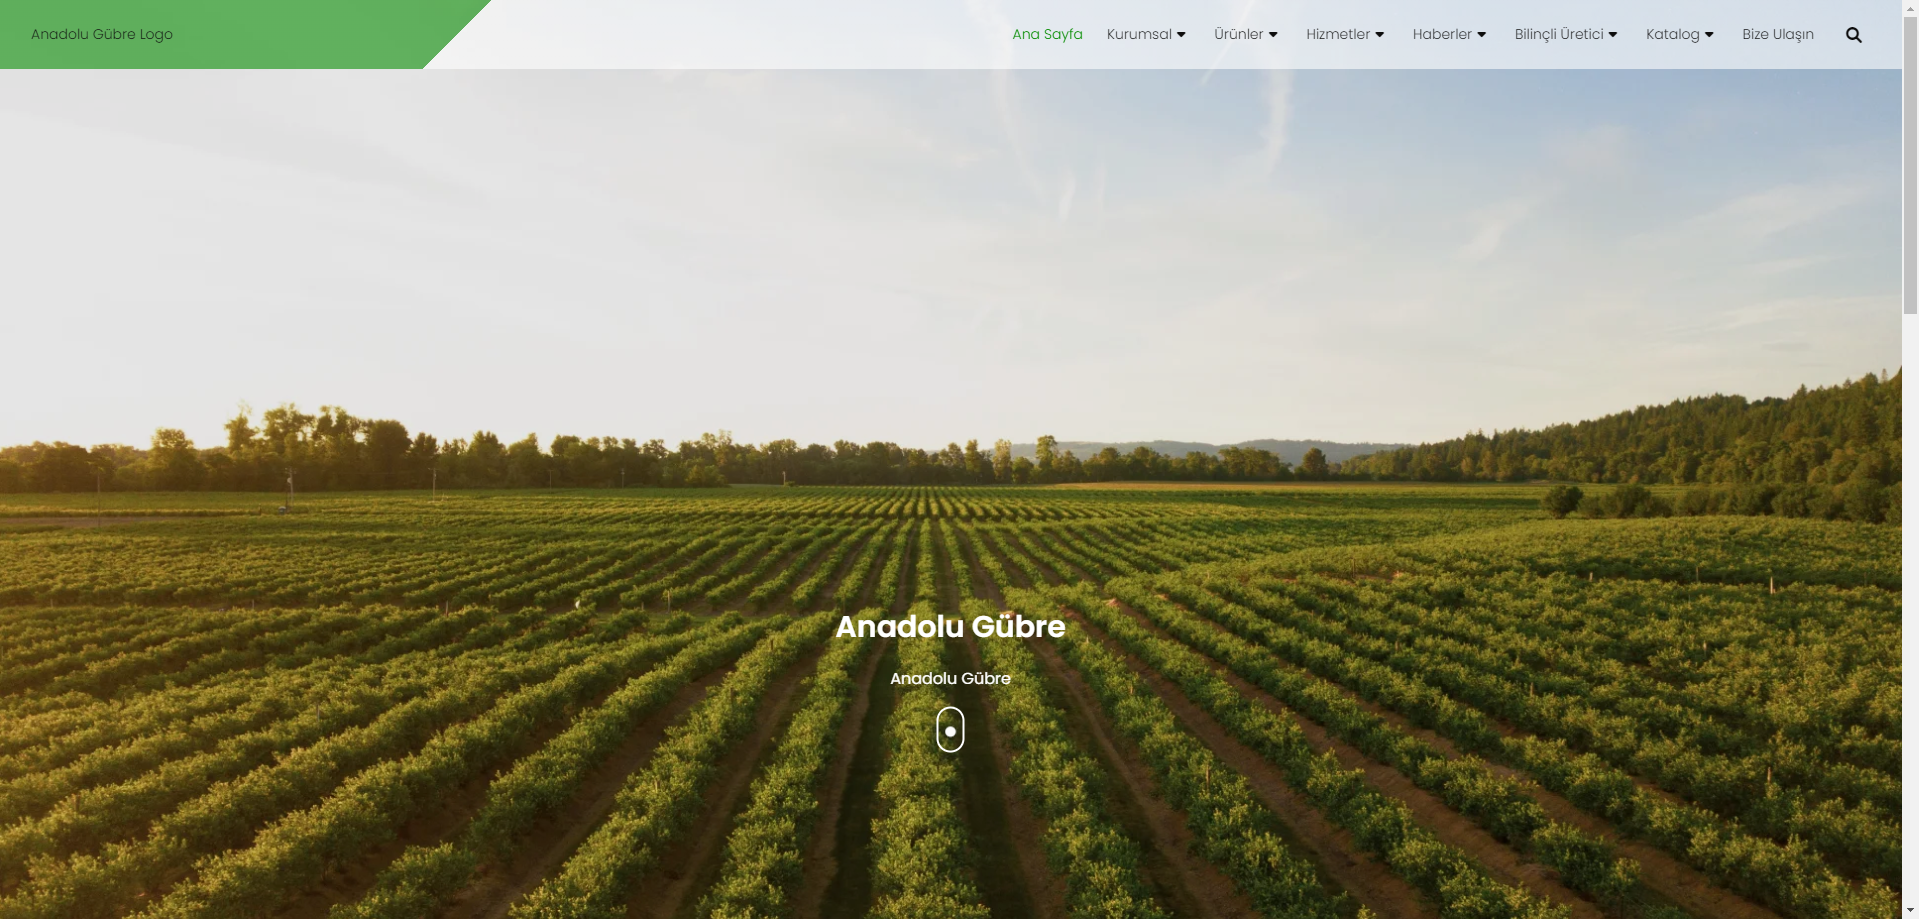 Anadolu Gübre Logo
Ana Sayfa Kurumsal Ürünler Hizmetler Haberler Bilinçli Üretici Katalog Bize Ulaşın
Anadolu Gübre
Anadolu Gübre